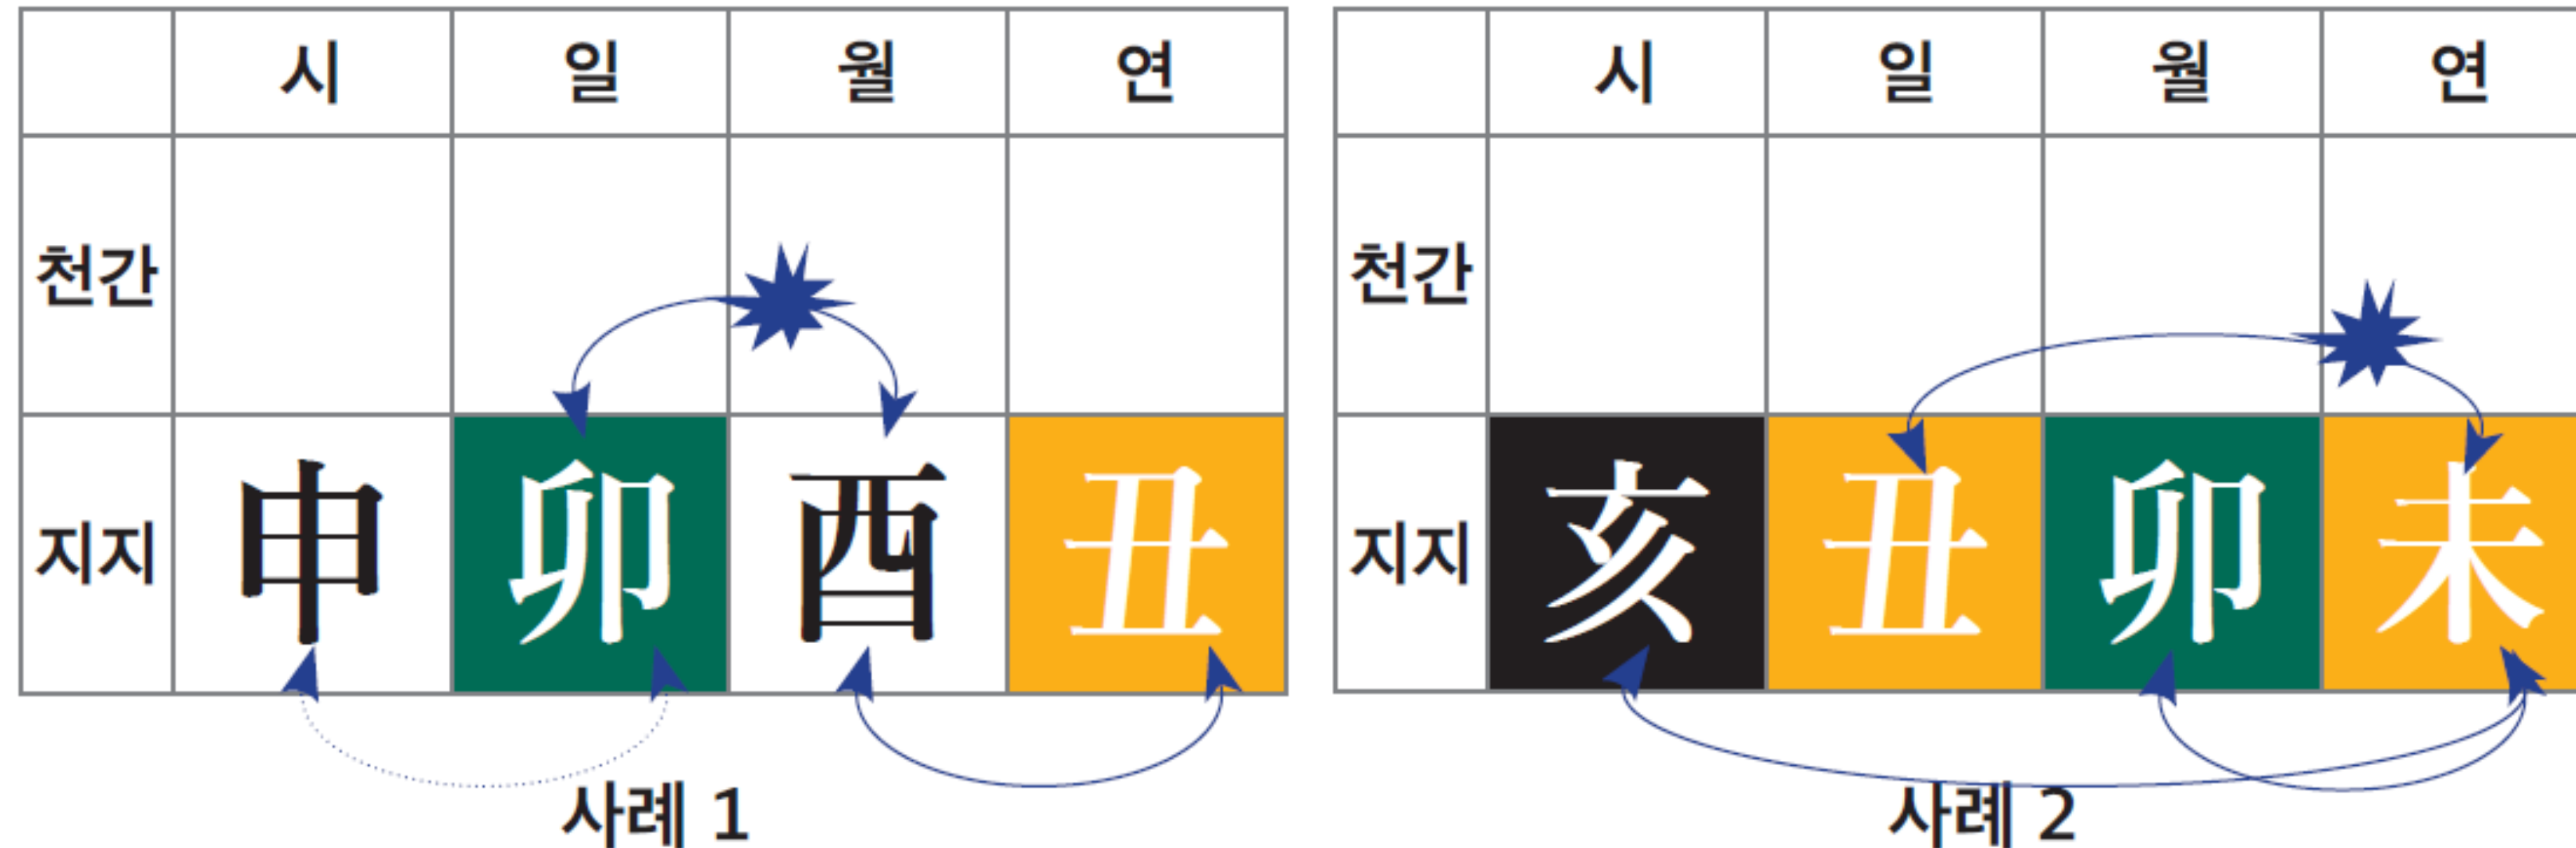 시 일 월 연
천간
지지 申 卯 酉 丑
사례 1
시 일 월 연
천간
지지 亥 丑 卯 未
사례 2